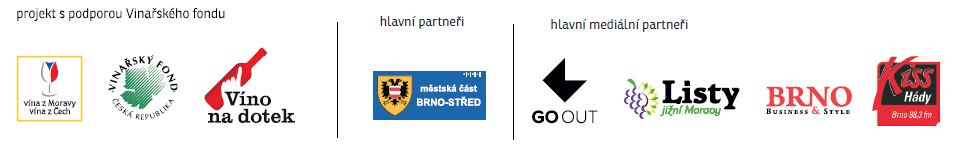 projekt s podporou Vinařského fondu
vína z Moravy
vína z Čech
VINAŘSKÝ FOND
ČESKÁ REPUBLIKA
Víno
na dotek
hlavní partneři
městská část
BRNO-STŘED
hlavní mediální partneři
GO OUT
Listy
jižní Moravy
BRNO
BUSINESS & STYLE
Kiss
Hády
Brno 88,3 fm